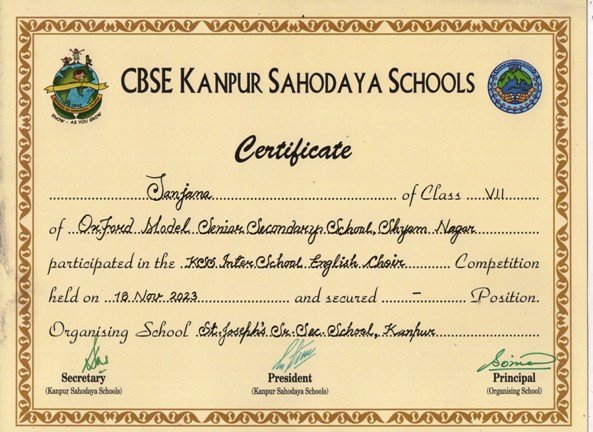 CBSE KANPUR SAHODAYA SCHOOLS
KNOW - AS YOU GROW
Certificate
Sanjana of Class VII
of Oxford Model Senior Secondary School, Shyam Nagar
participated in the KSS Inter School English Choir Competition
held on 18 Nov 2023 and secured - Position.
Organising School St. Joseph's Sr. Sec. School, Kanpur
Secretary President Principal
(Kanpur Sahodaya Schools) (Kanpur Sahodaya Schools) (Organising School)